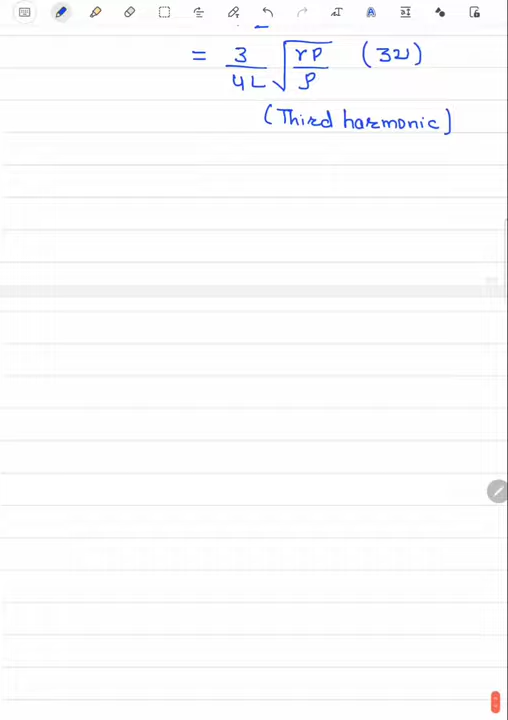 = 3/4L √(γP/ρ) (3ν)
(Third harmonic)